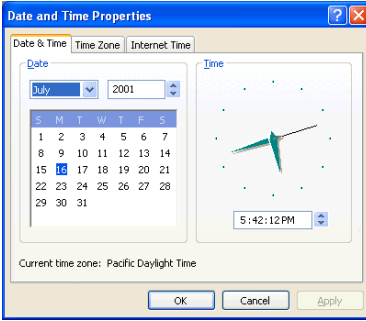 Date and Time Properties
Date & Time Time Zone Internet Time
Date
July 2001
S M T W T F S
1 2 3 4 5 6 7
8 9 10 11 12 13 14
15 16 17 18 19 20 21
22 23 24 25 26 27 28
29 30 31
Time
5:42:12 PM
Current time zone: Pacific Daylight Time
OK Cancel Apply